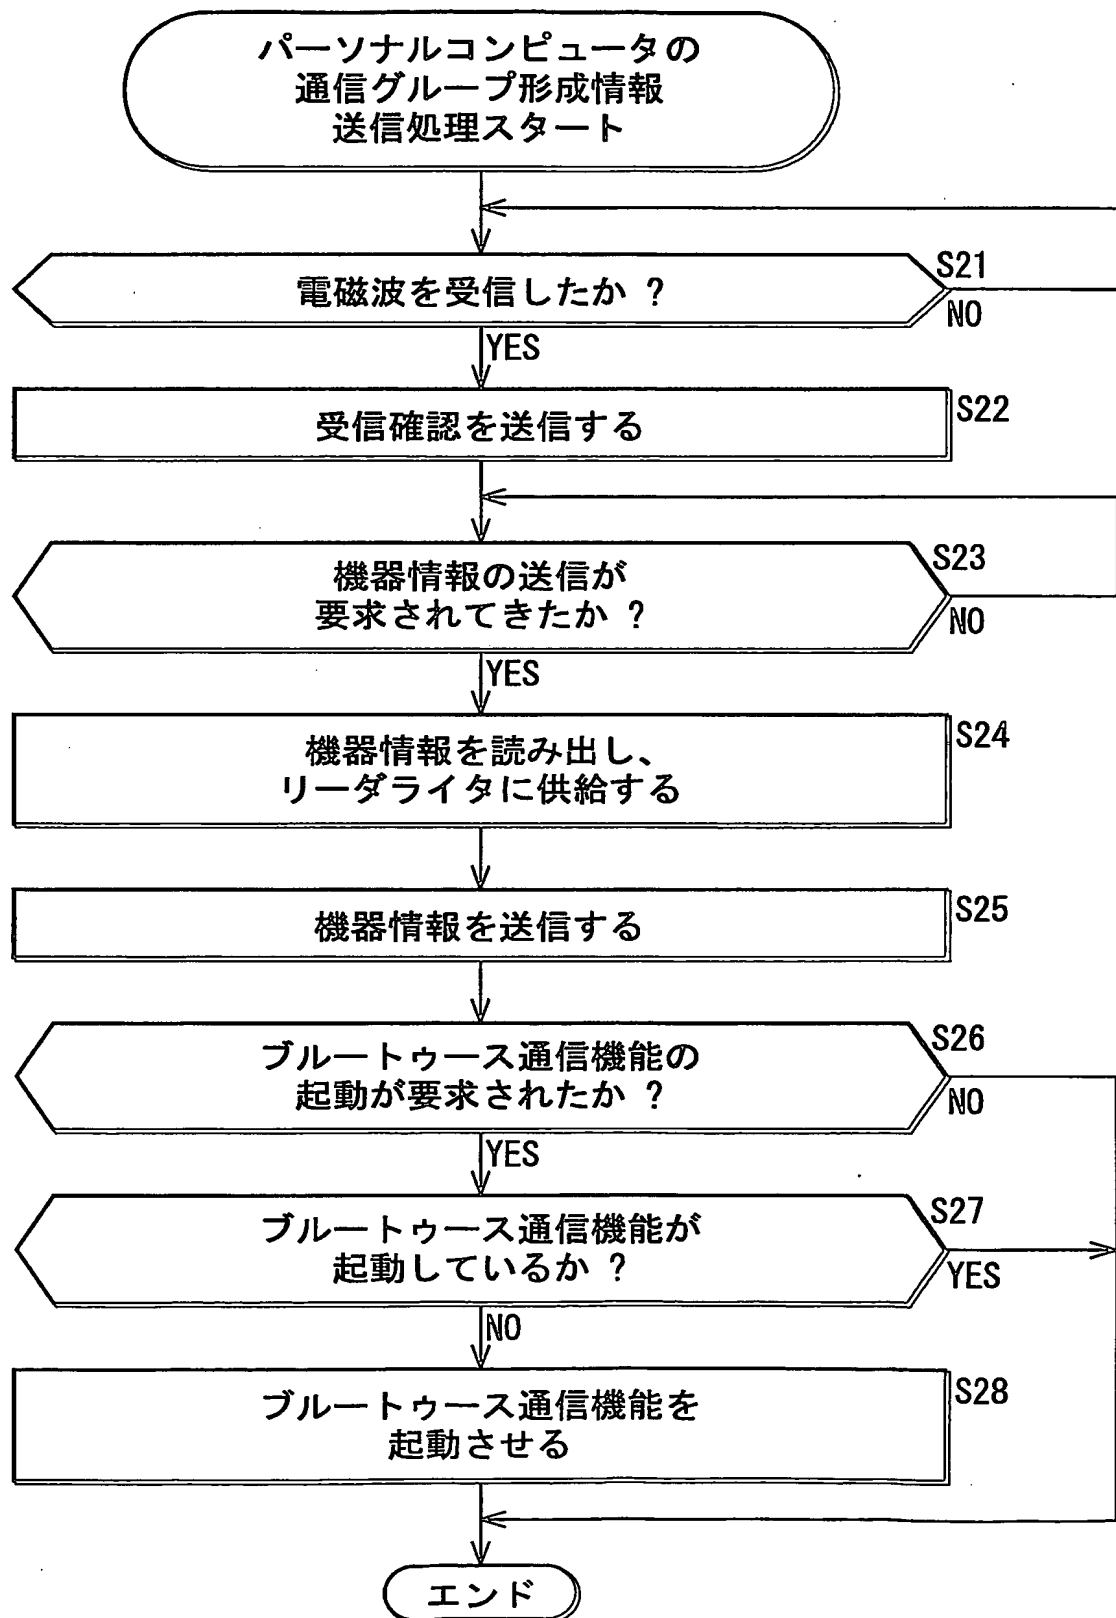 パーソナルコンピュータの
通信グループ形成情報
送信処理スタート
電磁波を受信したか ?
S21
NO
YES
受信確認を送信する
S22
機器情報の送信が
要求されてきたか ?
S23
NO
YES
機器情報を読み出し、
リーダライタに供給する
S24
機器情報を送信する
S25
ブルートゥース通信機能の
起動が要求されたか ?
S26
NO
YES
ブルートゥース通信機能が
起動しているか ?
S27
YES
NO
ブルートゥース通信機能を
起動させる
S28
エンド